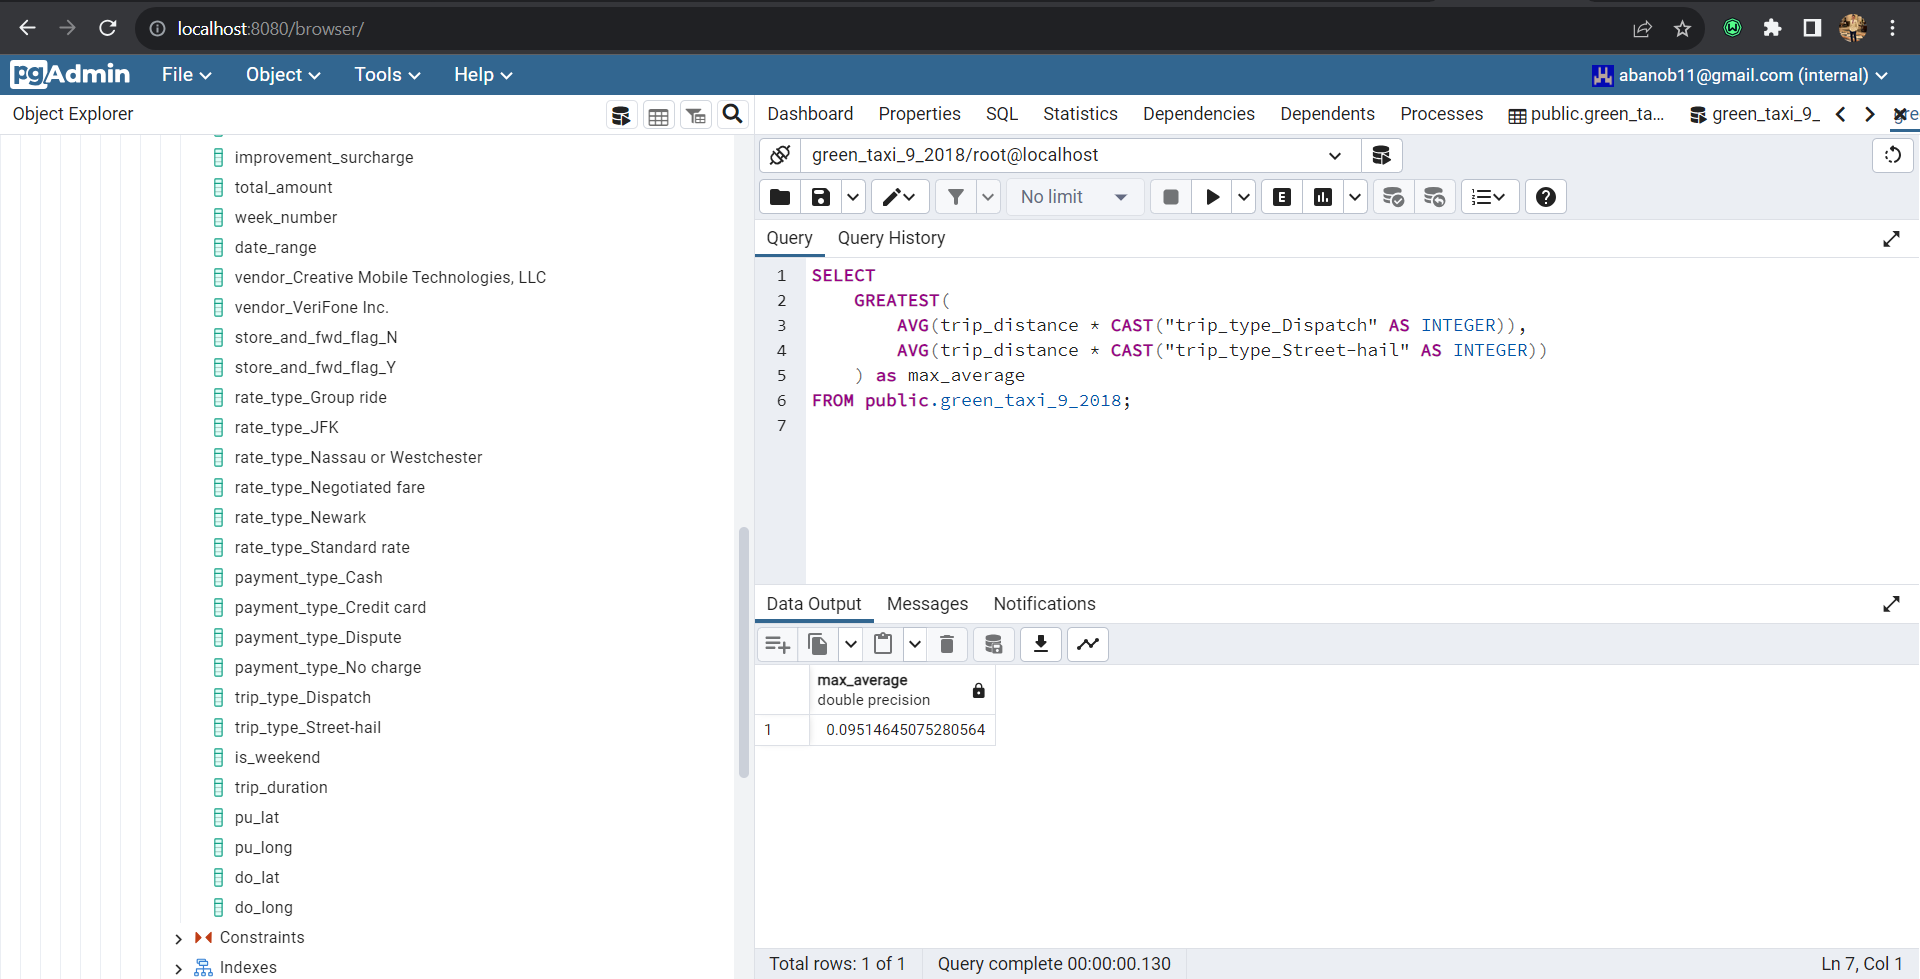 localhost:8080/browser/
pgAdmin File Object Tools Help abanob11@gmail.com (internal)
Object Explorer
improvement_surcharge
total_amount
week_number
date_range
vendor_Creative Mobile Technologies, LLC
vendor_VeriFone Inc.
store_and_fwd_flag_N
store_and_fwd_flag_Y
rate_type_Group ride
rate_type_JFK
rate_type_Nassau or Westchester
rate_type_Negotiated fare
rate_type_Newark
rate_type_Standard rate
payment_type_Cash
payment_type_Credit card
payment_type_Dispute
payment_type_No charge
trip_type_Dispatch
trip_type_Street-hail
is_weekend
trip_duration
pu_lat
pu_long
do_lat
do_long
Constraints
Indexes
Dashboard Properties SQL Statistics Dependencies Dependents Processes public.green_ta... green_taxi_9_
green_taxi_9_2018/root@localhost
No limit E
Query Query History
1 SELECT
2 GREATEST(
3 AVG(trip_distance * CAST("trip_type_Dispatch" AS INTEGER)),
4 AVG(trip_distance * CAST("trip_type_Street-hail" AS INTEGER))
5 ) as max_average
6 FROM public.green_taxi_9_2018;
7
Data Output Messages Notifications
max_average
double precision
1 0.09514645075280564
Total rows: 1 of 1 Query complete 00:00:00.130 Ln 7, Col 1